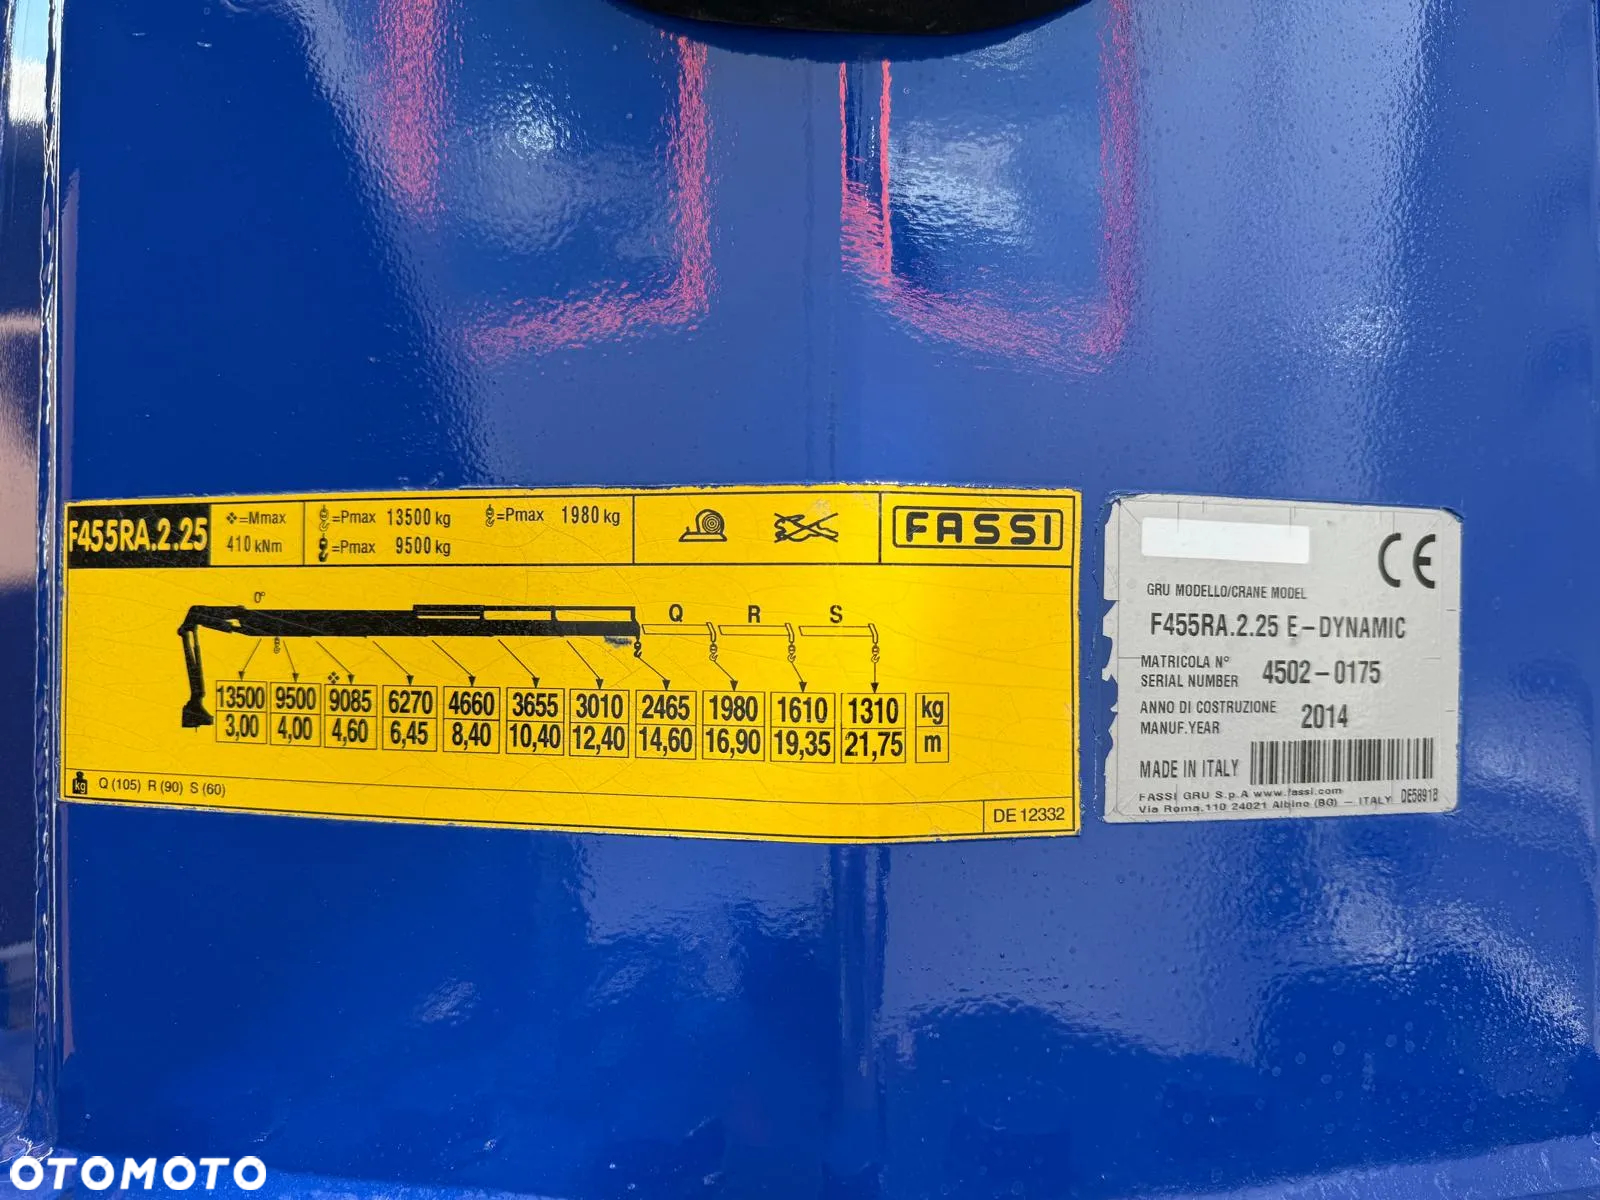 F455RA.2.25
❖=Mmax
410 kNm
=Pmax 13500 kg
=Pmax 9500 kg
=Pmax 1980 kg
FASSI
0°
Q R S
13500 9500 9085 6270 4660 3655 3010 2465 1980 1610 1310 kg
3,00 4,00 4,60 6,45 8,40 10,40 12,40 14,60 16,90 19,35 21,75 m
kg Q (105) R (90) S (60)
DE 12332
CE
GRU MODELLO/CRANE MODEL
F455RA.2.25 E-DYNAMIC
MATRICOLA N°
SERIAL NUMBER 4502-0175
ANNO DI COSTRUZIONE
MANUF.YEAR 2014
MADE IN ITALY
FASSI GRU S.p.A www.fassi.com DE5891B
Via Roma,110 24021 Albino (BG) - ITALY
OTOMOTO